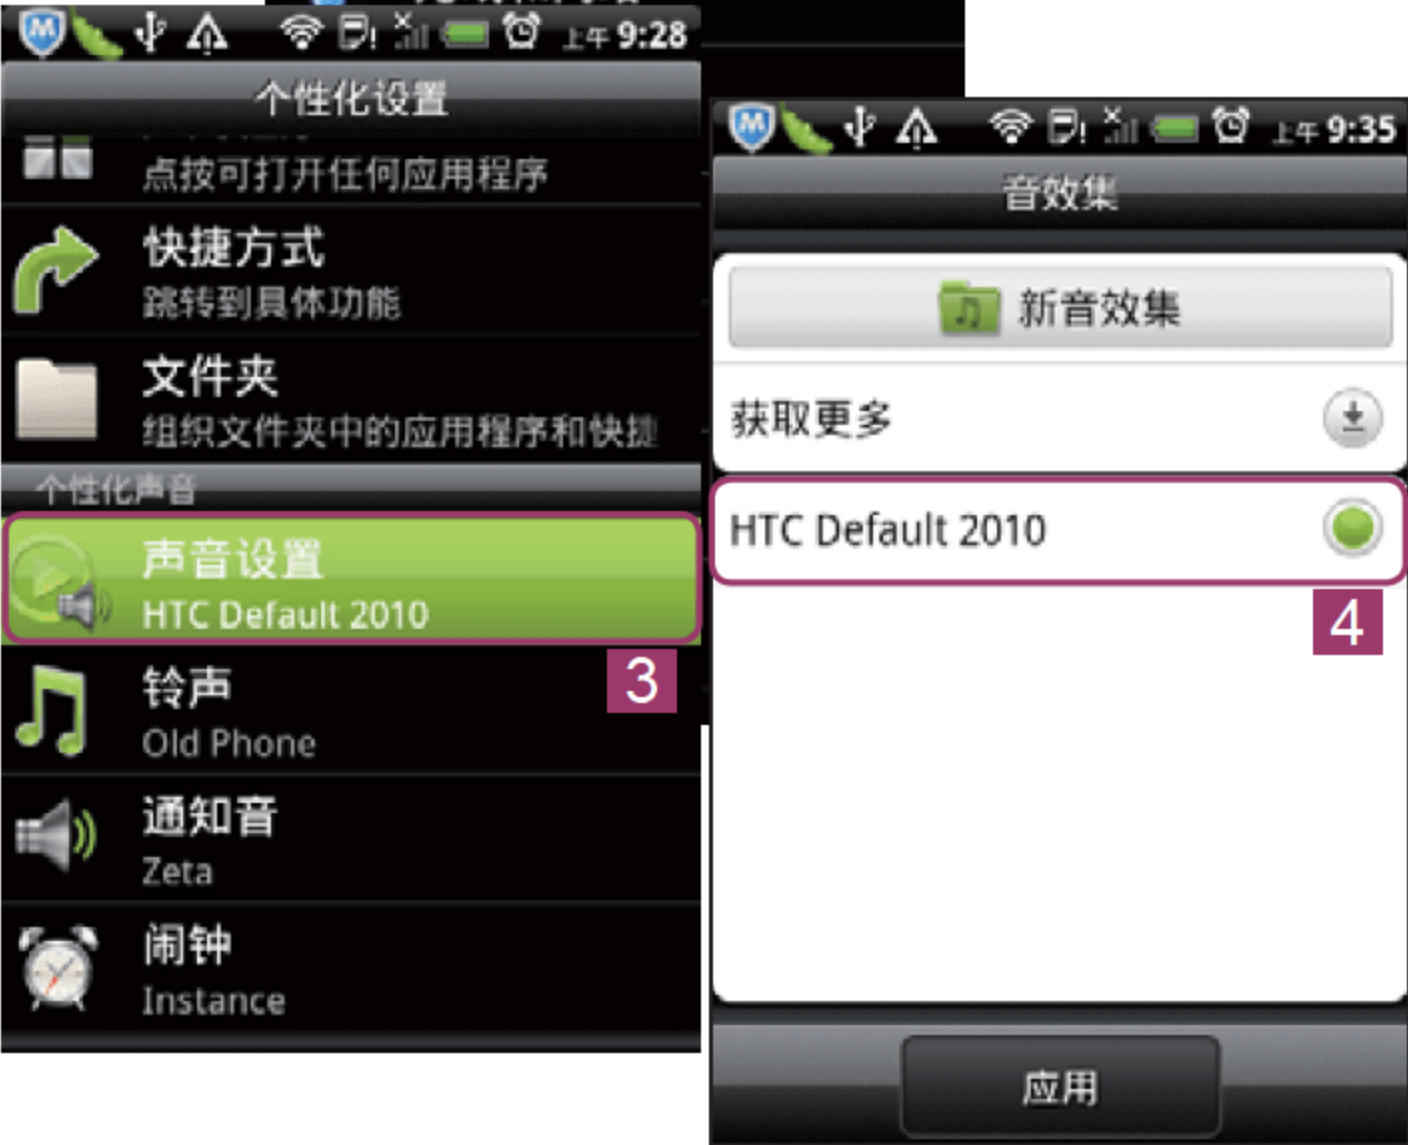 上午 9:28
个性化设置
点按可打开任何应用程序
快捷方式
跳转到具体功能
文件夹
组织文件夹中的应用程序和快捷
个性化声音
声音设置
HTC Default 2010
3
铃声
Old Phone
通知音
Zeta
闹钟
Instance
M
上午 9:35
音效集
新音效集
获取更多
HTC Default 2010
4
应用